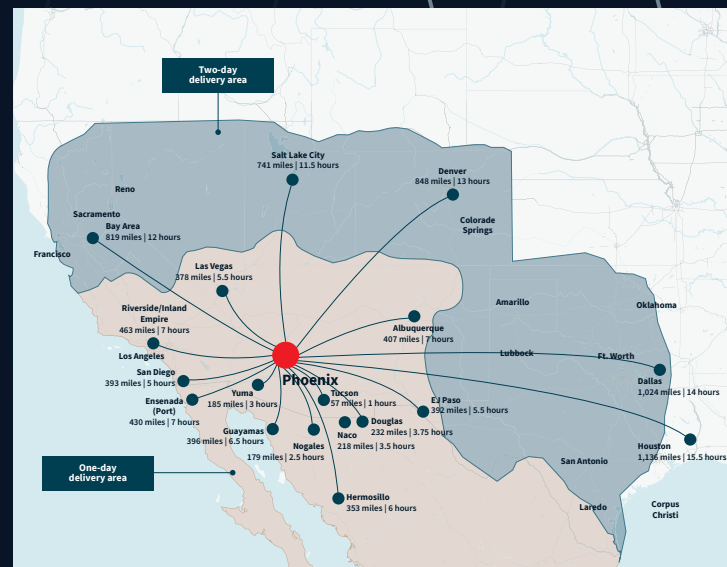 Two-day
delivery area
Salt Lake City
741 miles | 11.5 hours
Denver
848 miles | 13 hours
Reno
Sacramento
Bay Area
819 miles | 12 hours
Colorade
Springs
Francisco
Las Vegas
378 miles | 5.5 hours
Riverside/Inland
Empire
463 miles | 7 hours
Amarillo
Oklahoma
Albuquerque
407 miles | 7 hours
Los Angeles
Lubbock
Ft. Worth
San Diego
393 miles | 5 hours
Phoenix
Dallas
1,024 miles | 14 hours
Yuma
185 miles | 3 hours
Tucson
57 miles | 1 hours
Ensenada
(Port)
430 miles | 7 hours
EJ Paso
392 miles | 5.5 hours
Guayamas
396 miles | 6.5 hours
Douglas
232 miles | 3.75 hours
Naco
218 miles | 3.5 hours
Nogales
179 miles | 2.5 hours
Houston
1,136 miles | 15.5 hours
San Antonio
One-day
delivery area
Hermosillo
353 miles | 6 hours
Laredo
Corpus
Christi